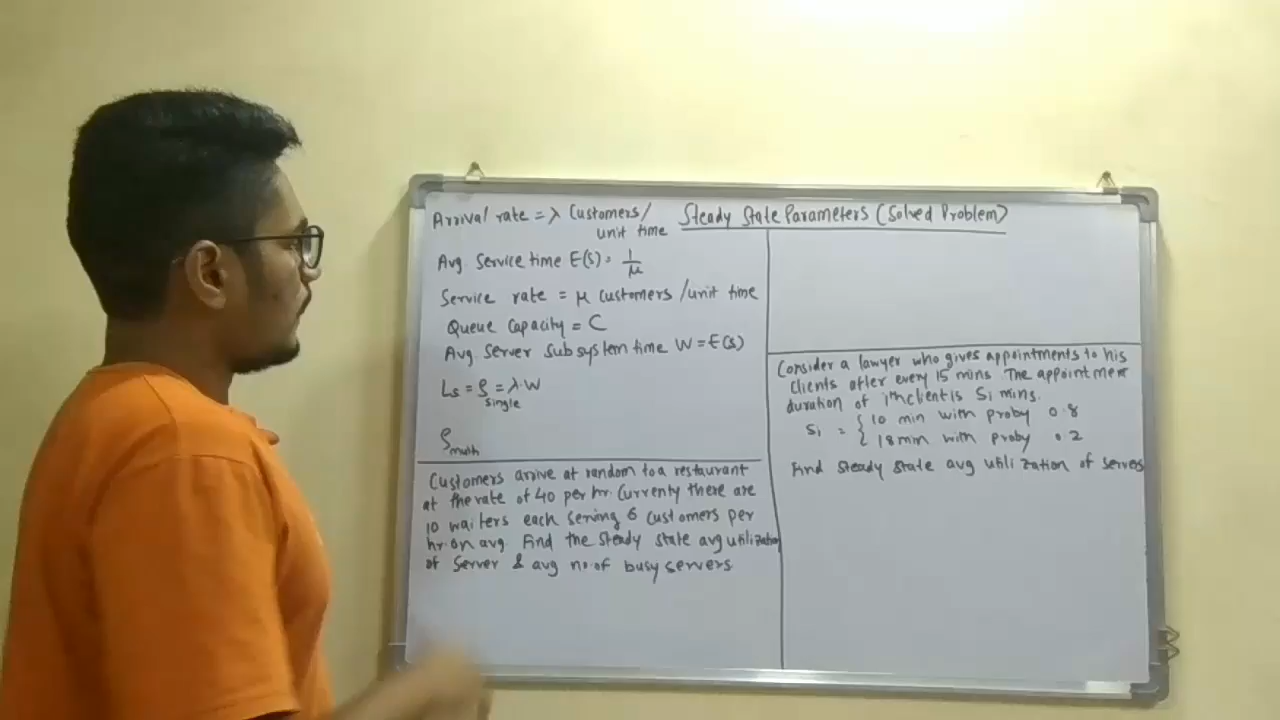 Steady State Parameters (Solved Problem)
Arrival rate = λ Customers/
unit time
Avg. Service time E(S) = 1/μ
Service rate = μ customers /unit time
Queue Capacity = C
Avg. Server Subsystem time W = E(S)
Ls = ρ = λ.W
single
ρ multi
Customers arrive at random to a restaurant
at the rate of 40 per hr. Currenty there are
10 waiters each serving 6 customers per
hr. on avg. Find the steady state avg utilization
of Server & avg no. of busy servers
Consider a lawyer who gives appointments to his
clients after every 15 mins. The appointment
duration of ith client is Si mins.
Si = { 10 min with prob y 0.8
{ 18 min with prob y 0.2
Find steady state avg utilization of servers